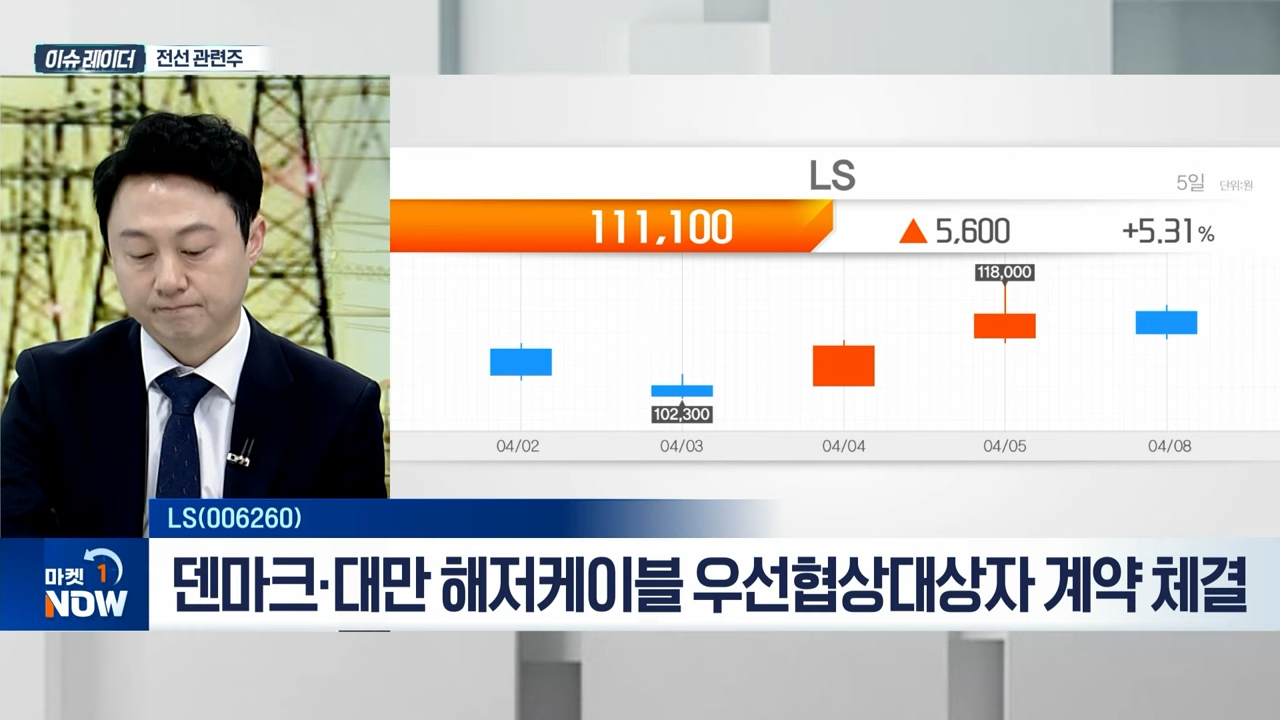 이슈레이더 전선 관련주
LS
5일 단위:원
111,100 ▲ 5,600 +5.31%
118,000
102,300
04/02 04/03 04/04 04/05 04/08
LS(006260)
마켓 1
NOW
덴마크·대만 해저케이블 우선협상대상자 계약 체결